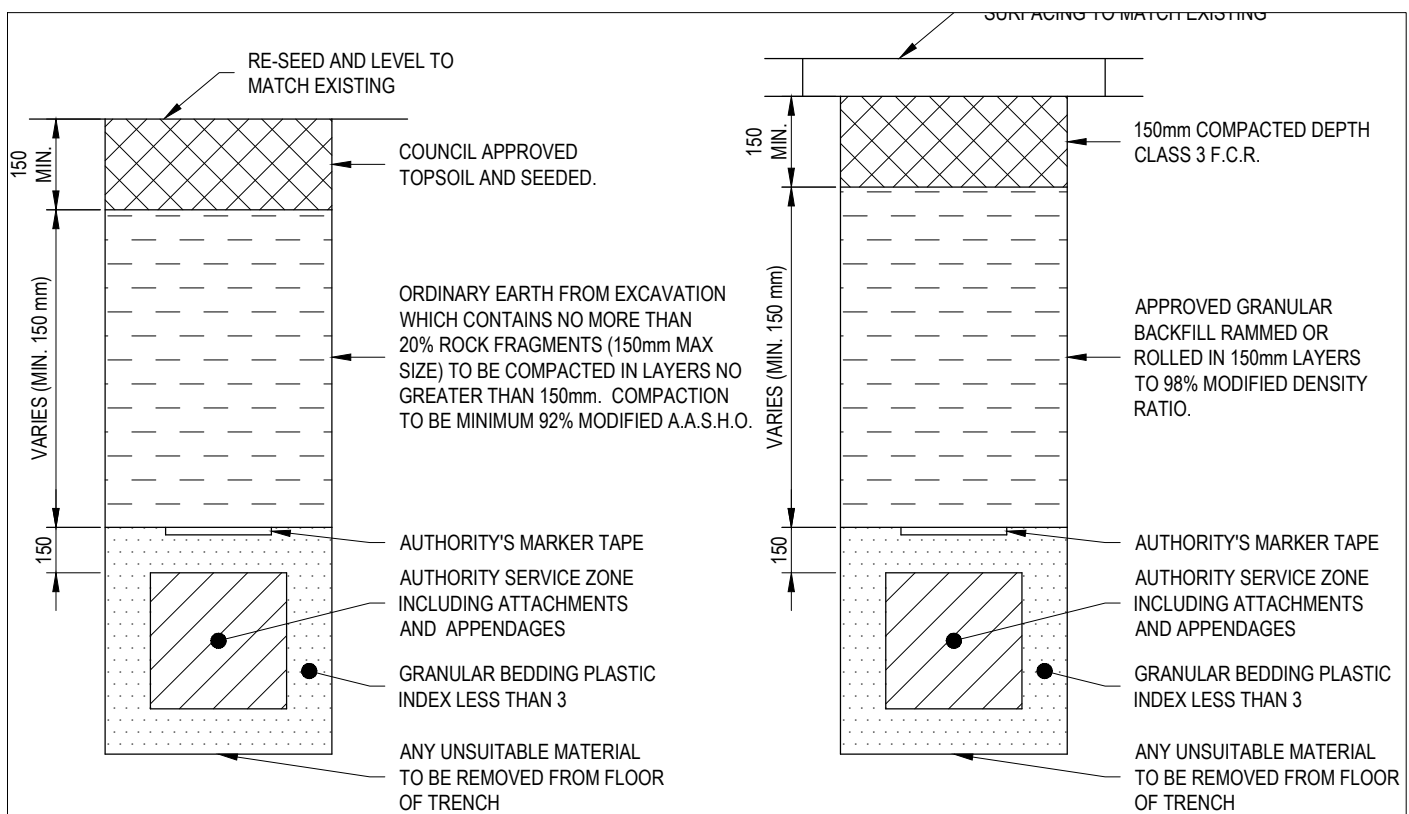 RE-SEED AND LEVEL TO
MATCH EXISTING
150
MIN.
COUNCIL APPROVED
TOPSOIL AND SEEDED.
VARIES (MIN. 150 mm)
ORDINARY EARTH FROM EXCAVATION
WHICH CONTAINS NO MORE THAN
20% ROCK FRAGMENTS (150mm MAX
SIZE) TO BE COMPACTED IN LAYERS NO
GREATER THAN 150mm. COMPACTION
TO BE MINIMUM 92% MODIFIED A.A.S.H.O.
150
AUTHORITY'S MARKER TAPE
AUTHORITY SERVICE ZONE
INCLUDING ATTACHMENTS
AND APPENDAGES
GRANULAR BEDDING PLASTIC
INDEX LESS THAN 3
ANY UNSUITABLE MATERIAL
TO BE REMOVED FROM FLOOR
OF TRENCH
SURFACING TO MATCH EXISTING
150
MIN.
150mm COMPACTED DEPTH
CLASS 3 F.C.R.
VARIES (MIN. 150 mm)
APPROVED GRANULAR
BACKFILL RAMMED OR
ROLLED IN 150mm LAYERS
TO 98% MODIFIED DENSITY
RATIO.
150
AUTHORITY'S MARKER TAPE
AUTHORITY SERVICE ZONE
INCLUDING ATTACHMENTS
AND APPENDAGES
GRANULAR BEDDING PLASTIC
INDEX LESS THAN 3
ANY UNSUITABLE MATERIAL
TO BE REMOVED FROM FLOOR
OF TRENCH